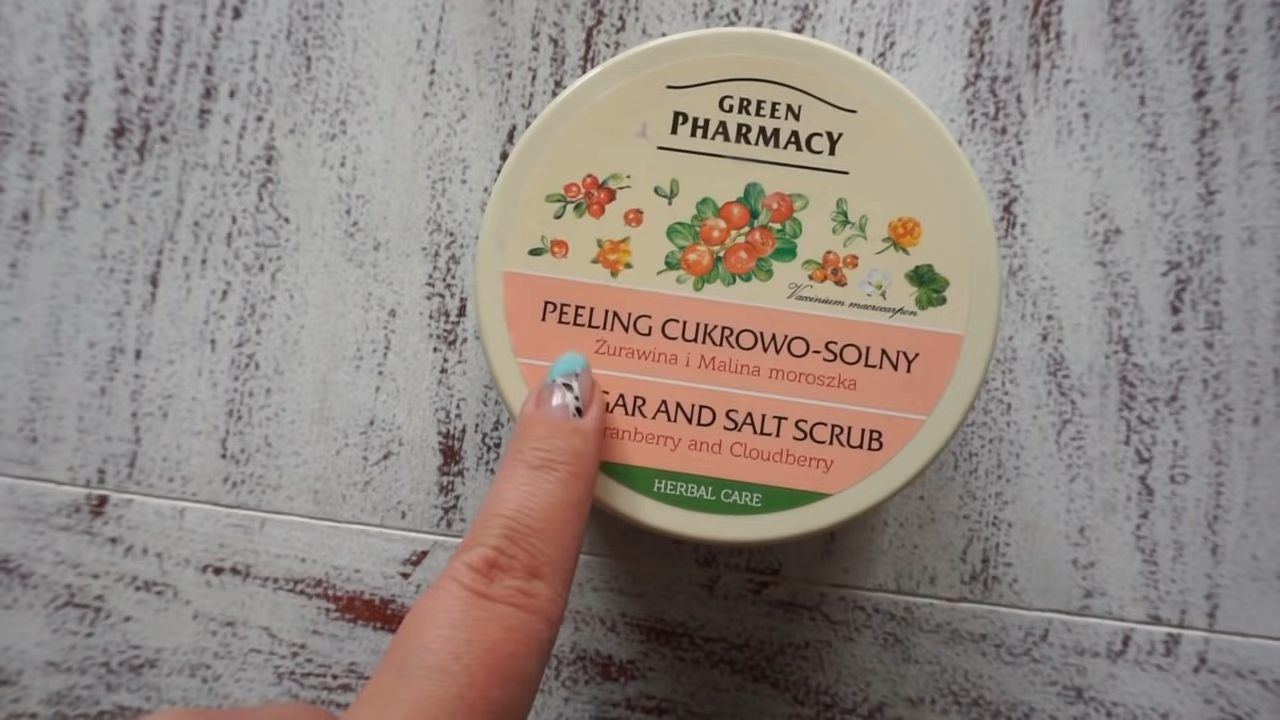 GREEN
PHARMACY
Vaccinium macrocarpon
PEELING CUKROWO-SOLNY
Żurawina i Malina moroszka
GAR AND SALT SCRUB
ranberry and Cloudberry
HERBAL CARE